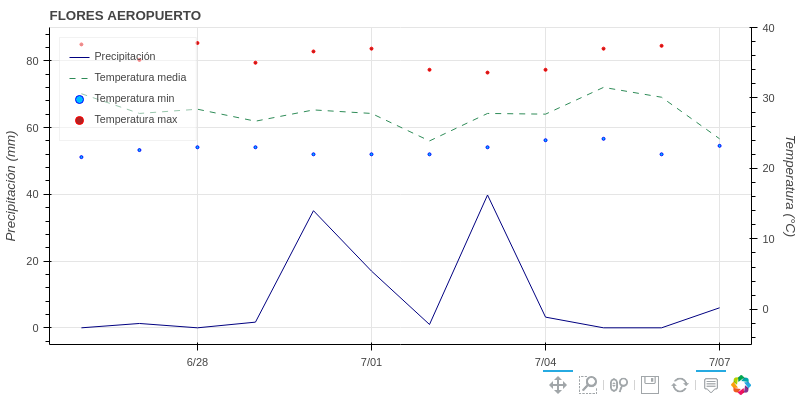 FLORES AEROPUERTO
Precipitación
Temperatura media
Temperatura min
Temperatura max
Precipitación (mm)
80
60
40
20
0
40
30
20
10
0
Temperatura (°C)
6/28
7/01
7/04
7/07